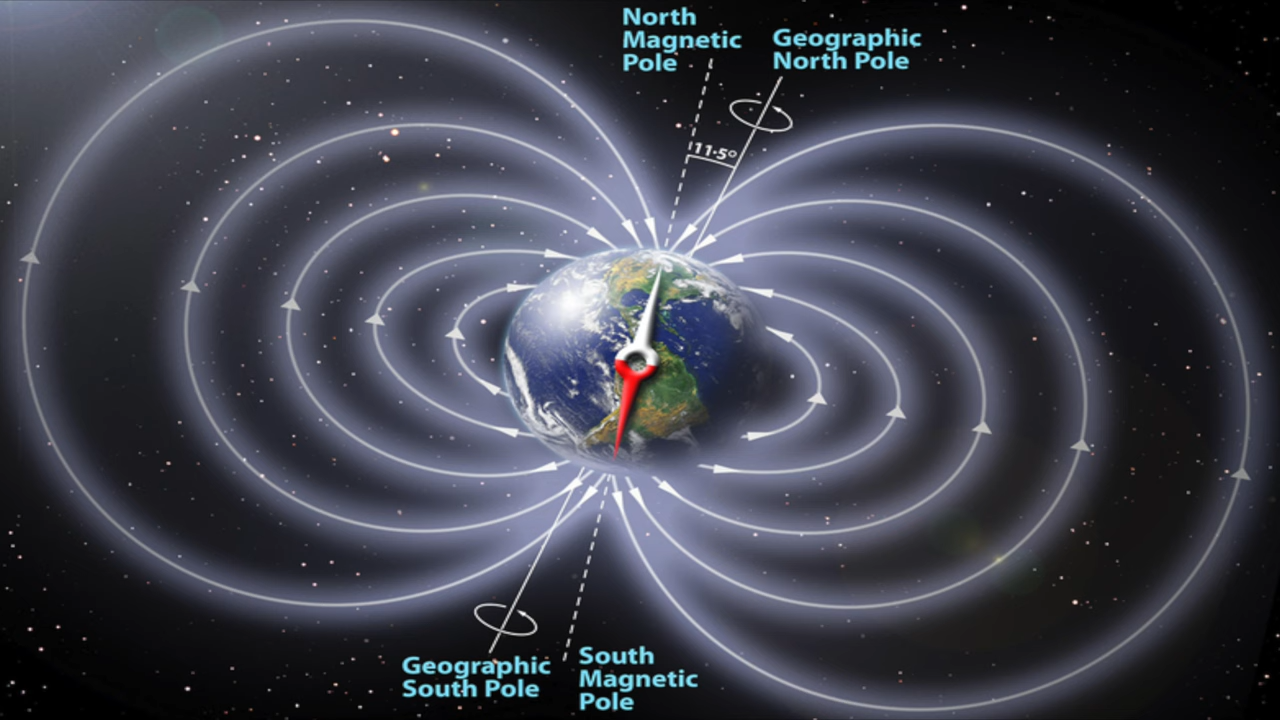 North
Magnetic
Pole
Geographic
North Pole
11·5°
Geographic
South Pole
South
Magnetic
Pole